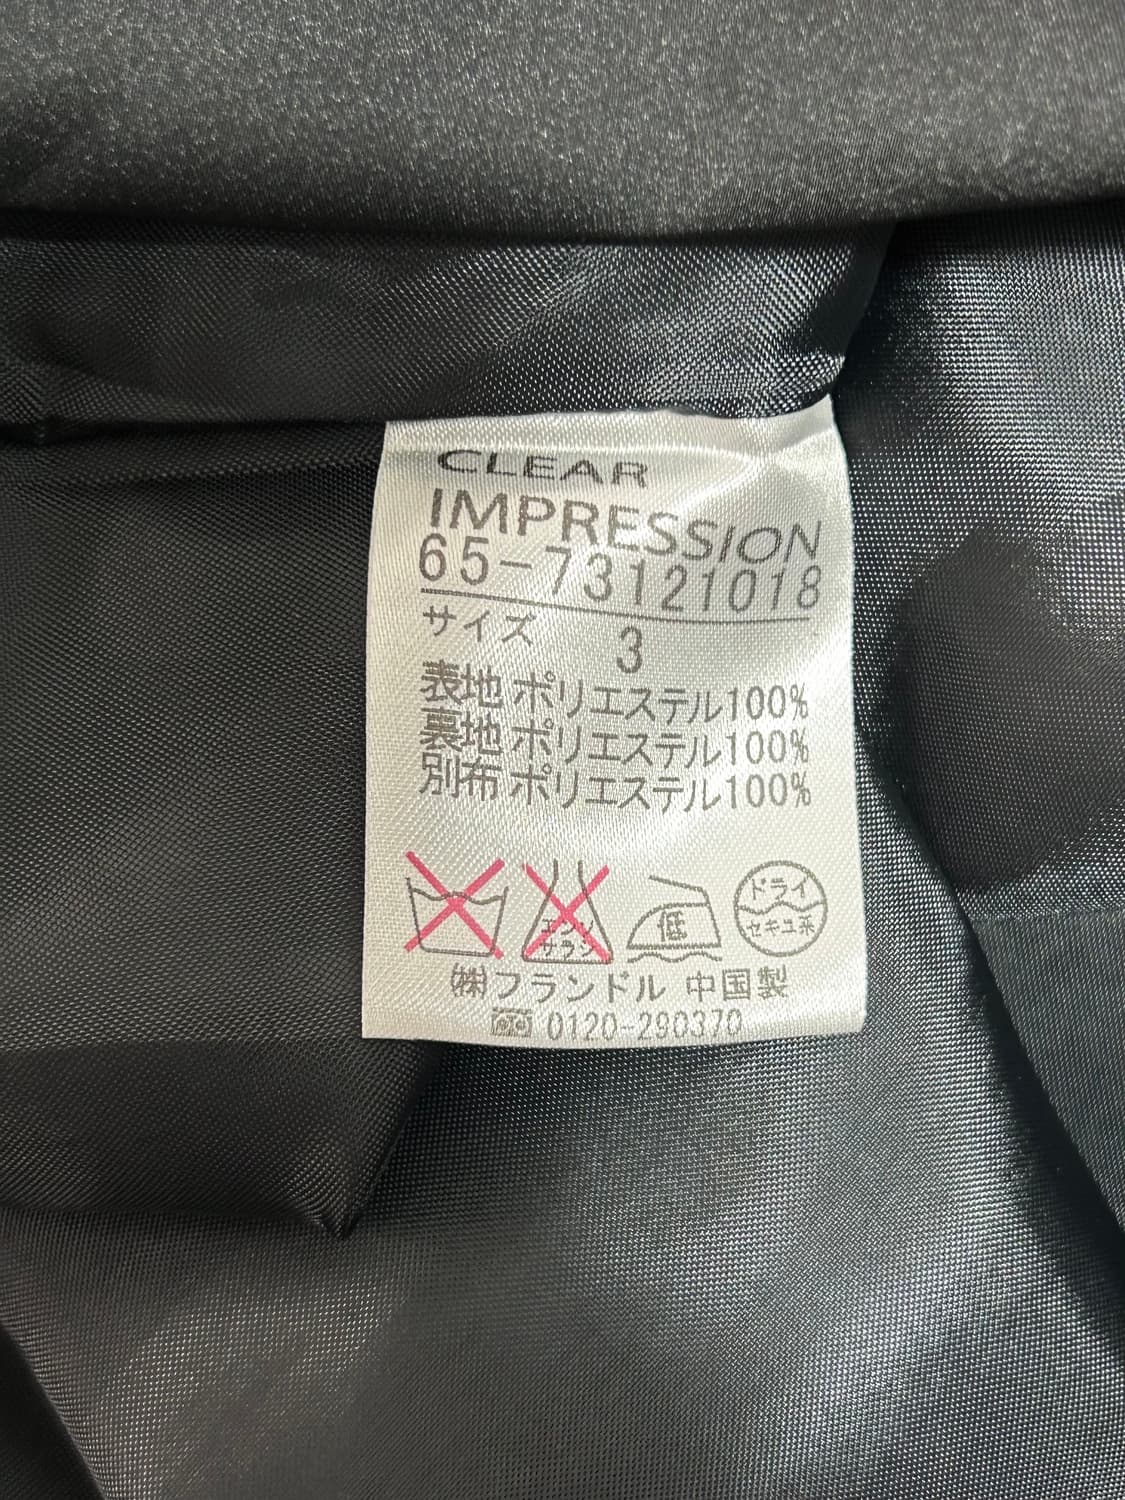 CLEAR
IMPRESSION
65-73121018
サイズ 3
表地 ポリエステル100%
裏地 ポリエステル100%
別布 ポリエステル100%
エンソ
サラシ
低
ドライ
セキユ系
(株)フランドル 中国製
0120-290370